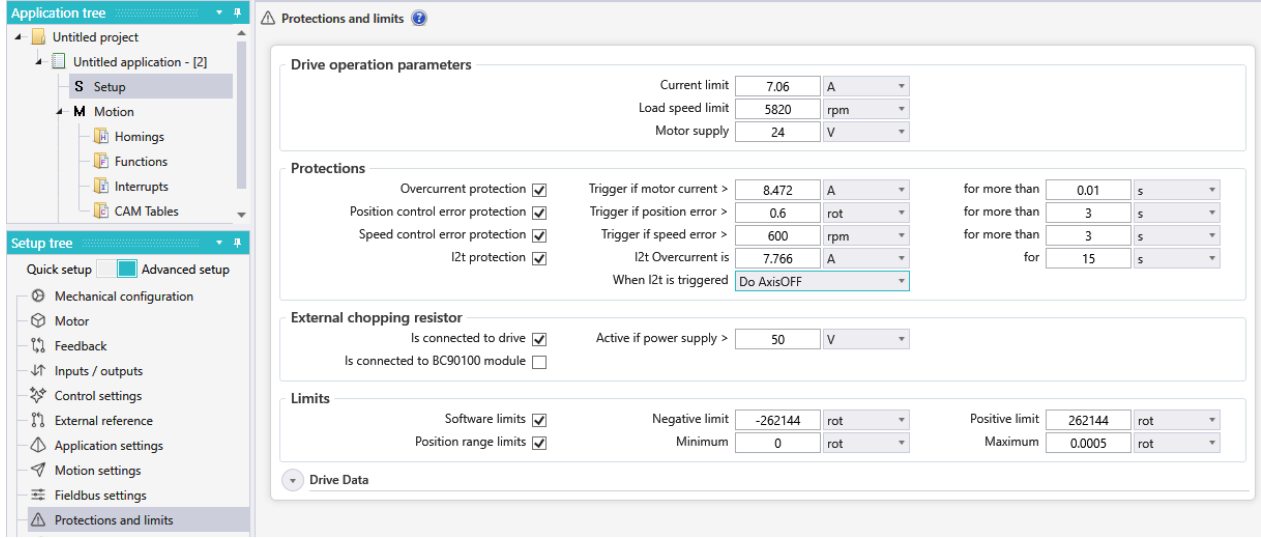 Application tree
Untitled project
Untitled application - [2]
S Setup
M Motion
Homings
Functions
Interrupts
CAM Tables
Setup tree
Quick setup Advanced setup
Mechanical configuration
Motor
Feedback
Inputs / outputs
Control settings
External reference
Application settings
Motion settings
Fieldbus settings
Protections and limits
Protections and limits ?
Drive operation parameters
Current limit 7.06 A
Load speed limit 5820 rpm
Motor supply 24 V
Protections
Overcurrent protection Trigger if motor current > 8.472 A for more than 0.01 s
Position control error protection Trigger if position error > 0.6 rot for more than 3 s
Speed control error protection Trigger if speed error > 600 rpm for more than 3 s
I2t protection I2t Overcurrent is 7.766 A for 15 s
When I2t is triggered Do AxisOFF
External chopping resistor
Is connected to drive Active if power supply > 50 V
Is connected to BC90100 module
Limits
Software limits Negative limit -262144 rot Positive limit 262144 rot
Position range limits Minimum 0 rot Maximum 0.0005 rot
Drive Data